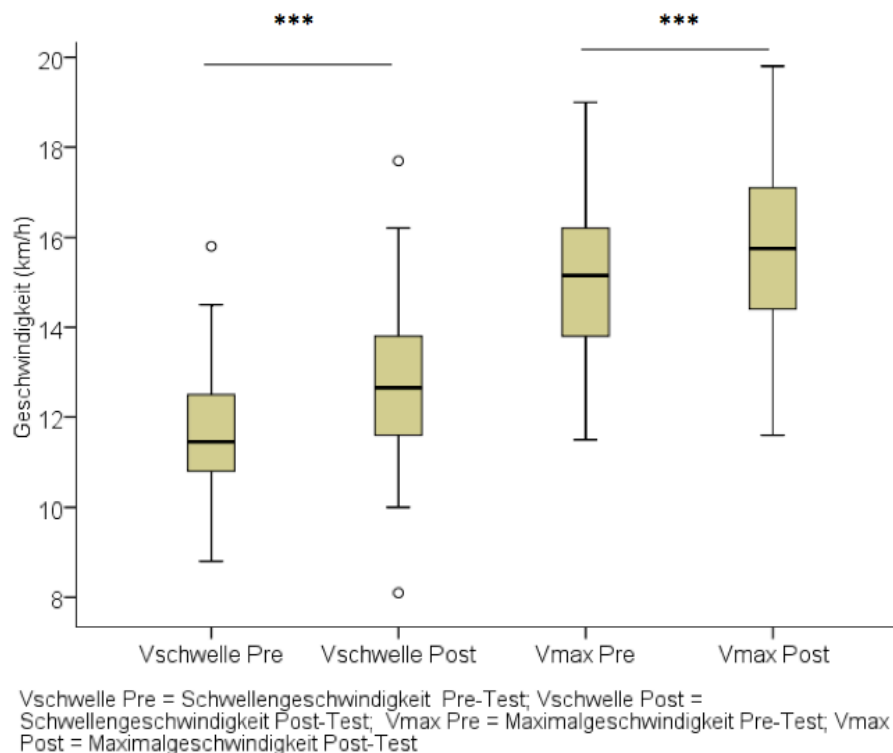 ***
***
Geschwindigkeit (km/h)
20
18
16
14
12
10
8
Vschwelle Pre
Vschwelle Post
Vmax Pre
Vmax Post
Vschwelle Pre = Schwellengeschwindigkeit Pre-Test; Vschwelle Post =
Schwellengeschwindigkeit Post-Test; Vmax Pre = Maximalgeschwindigkeit Pre-Test; Vmax
Post = Maximalgeschwindigkeit Post-Test